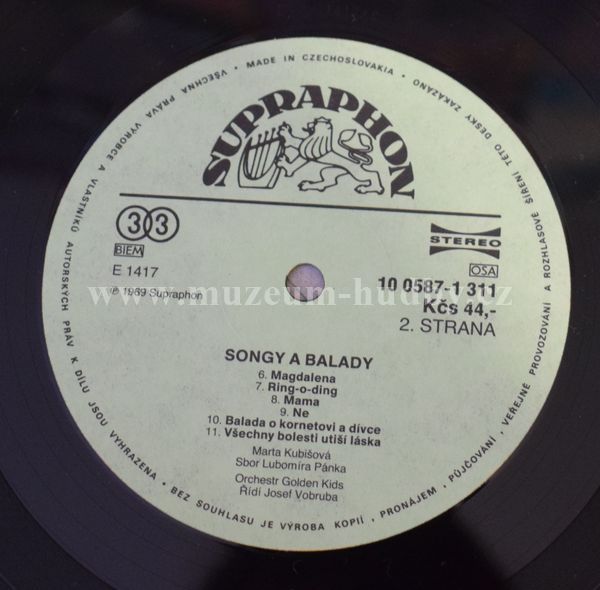 VŠECHNA PRÁVA VÝROBCE A VLASTNÍKŮ AUTORSKÝCH PRÁV K DÍLU JSOU VYHRAZENA • BEZ SOUHLASU JE VÝROBA KOPIÍ, PRONÁJEM, PŮJČOVÁNÍ, VEŘEJNÉ PROVOZOVÁNÍ A ROZHLASOVÉ ŠÍŘENÍ TÉTO DESKY ZAKÁZÁNO • MADE IN CZECHOSLOVAKIA •
SUPRAPHON
33
BIEM
STEREO
OSA
E 1417
℗ 1969 Supraphon
10 0587-1 311
Kčs 44,-
2. STRANA
www.muzeum-hudby.cz
SONGY A BALADY
6. Magdalena
7. Ring-o-ding
8. Mama
9. Ne
10. Balada o kornetovi a dívce
11. Všechny bolesti utiší láska
Marta Kubišová
Sbor Lubomíra Pánka
Orchestr Golden Kids
Řídí Josef Vobruba